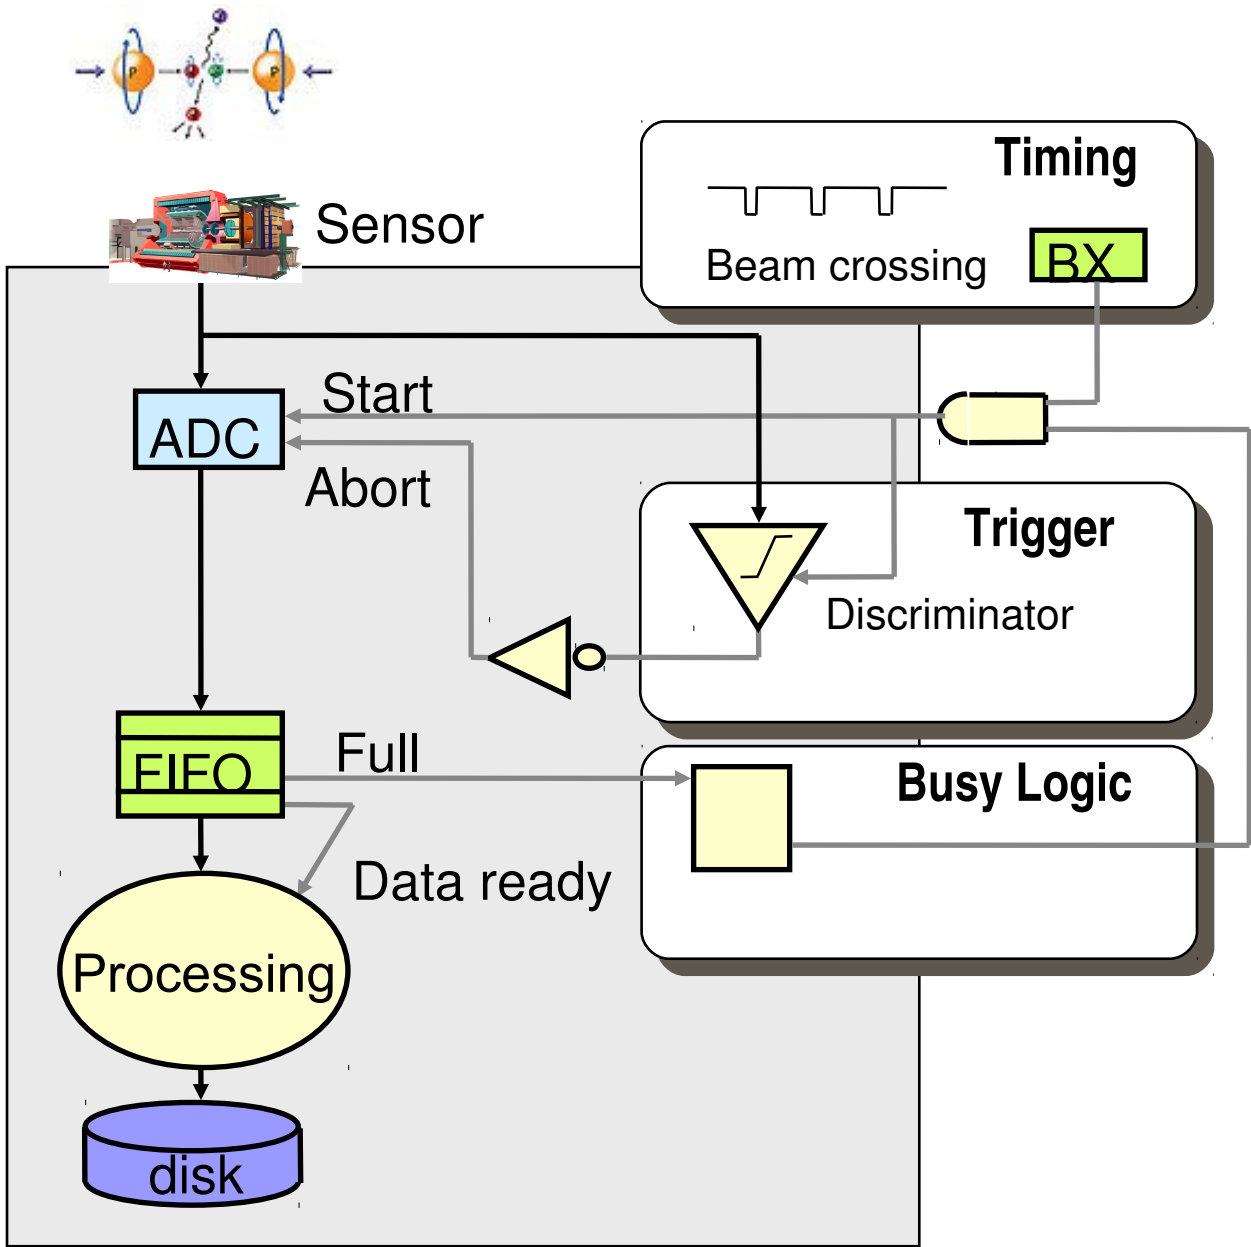 P
P
Timing
Sensor
Beam crossing
BX
Start
ADC
Abort
Trigger
Discriminator
Full
FIFO
Busy Logic
Data ready
Processing
disk